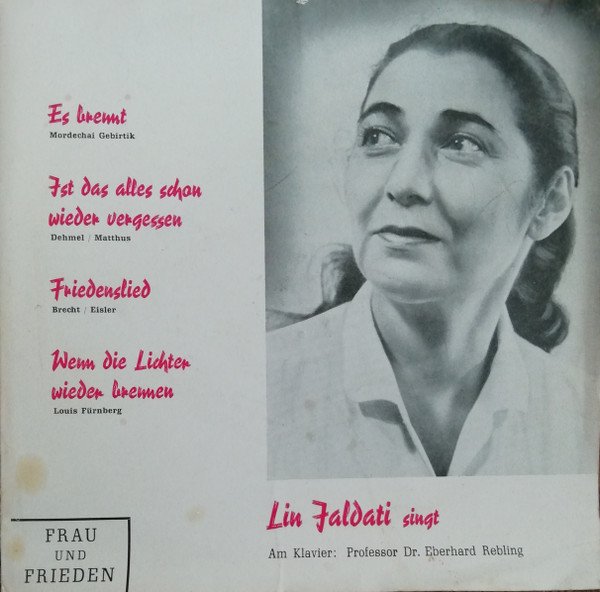 Es brennt
Mordechai Gebirtik
Ist das alles schon
wieder vergessen
Dehmel / Matthus
Friedenslied
Brecht / Eisler
Wenn die Lichter
wieder brennen
Louis Fürnberg
Lin Jaldati singt
Am Klavier: Professor Dr. Eberhard Rebling
FRAU
UND
FRIEDEN